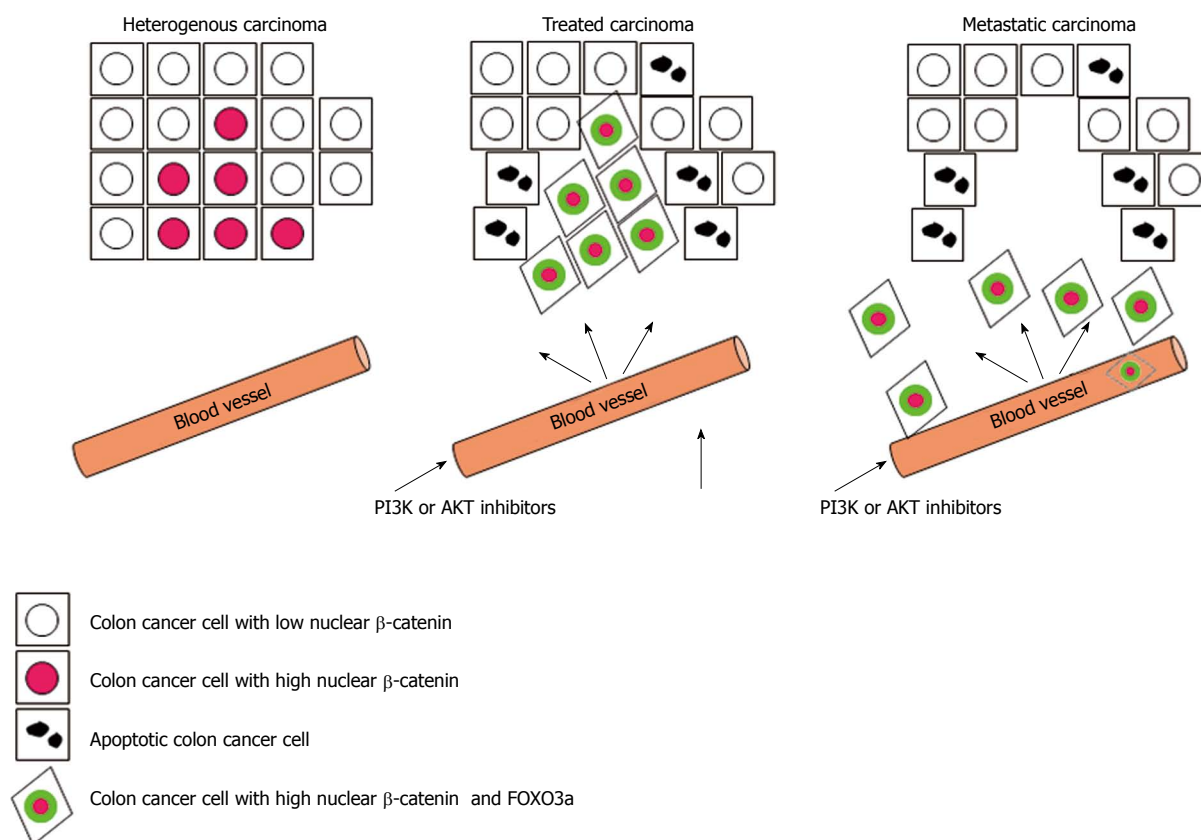 Heterogenous carcinoma
Treated carcinoma
Metastatic carcinoma
Blood vessel
Blood vessel
Blood vessel
PI3K or AKT inhibitors
PI3K or AKT inhibitors
Colon cancer cell with low nuclear β-catenin
Colon cancer cell with high nuclear β-catenin
Apoptotic colon cancer cell
Colon cancer cell with high nuclear β-catenin and FOXO3a